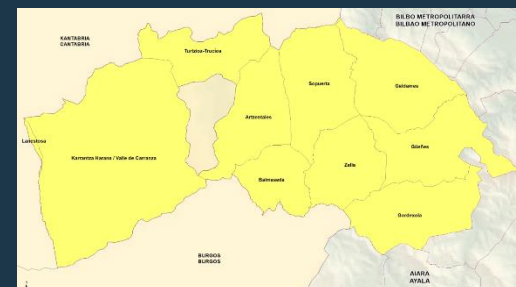 BILBO METROPOLITARRA
BILBAO METROPOLITANO
KANTABRIA
CANTABRIA
Turtzioz-Trucios
Sopuerta
Galdames
Artzentales
Lanestosa
Karrantza Harana / Valle de Carranza
Güeñes
Zalla
Balmaseda
Gordexola
BURGOS
BURGOS
AIARA
AYALA